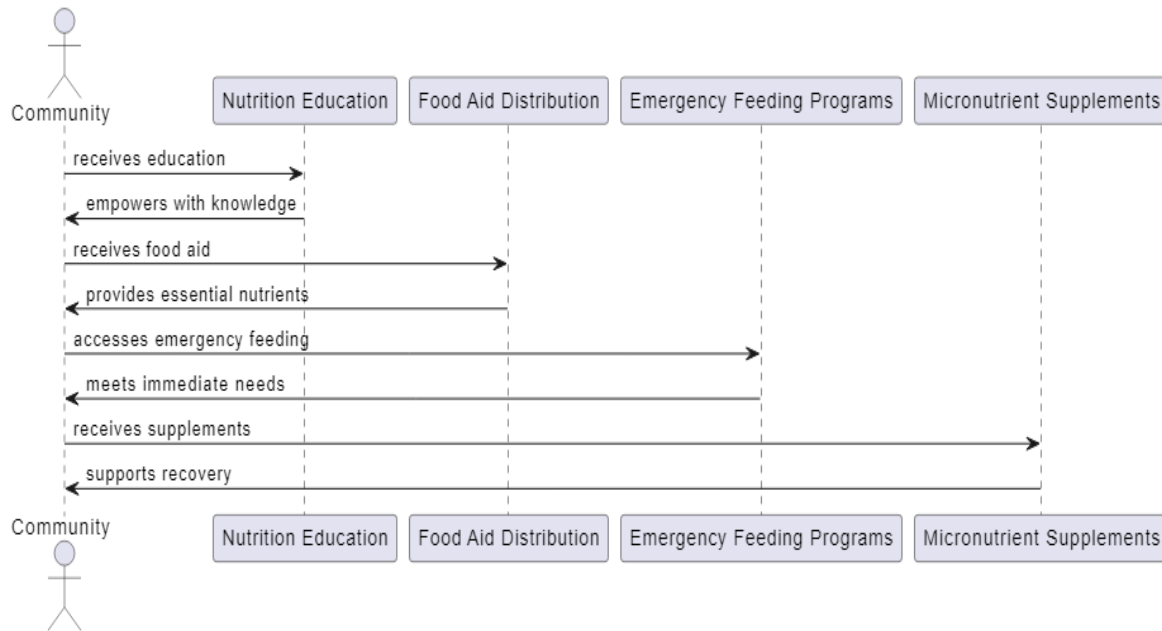 Community
Nutrition Education
Food Aid Distribution
Emergency Feeding Programs
Micronutrient Supplements
receives education
empowers with knowledge
receives food aid
provides essential nutrients
accesses emergency feeding
meets immediate needs
receives supplements
supports recovery
Community
Nutrition Education
Food Aid Distribution
Emergency Feeding Programs
Micronutrient Supplements